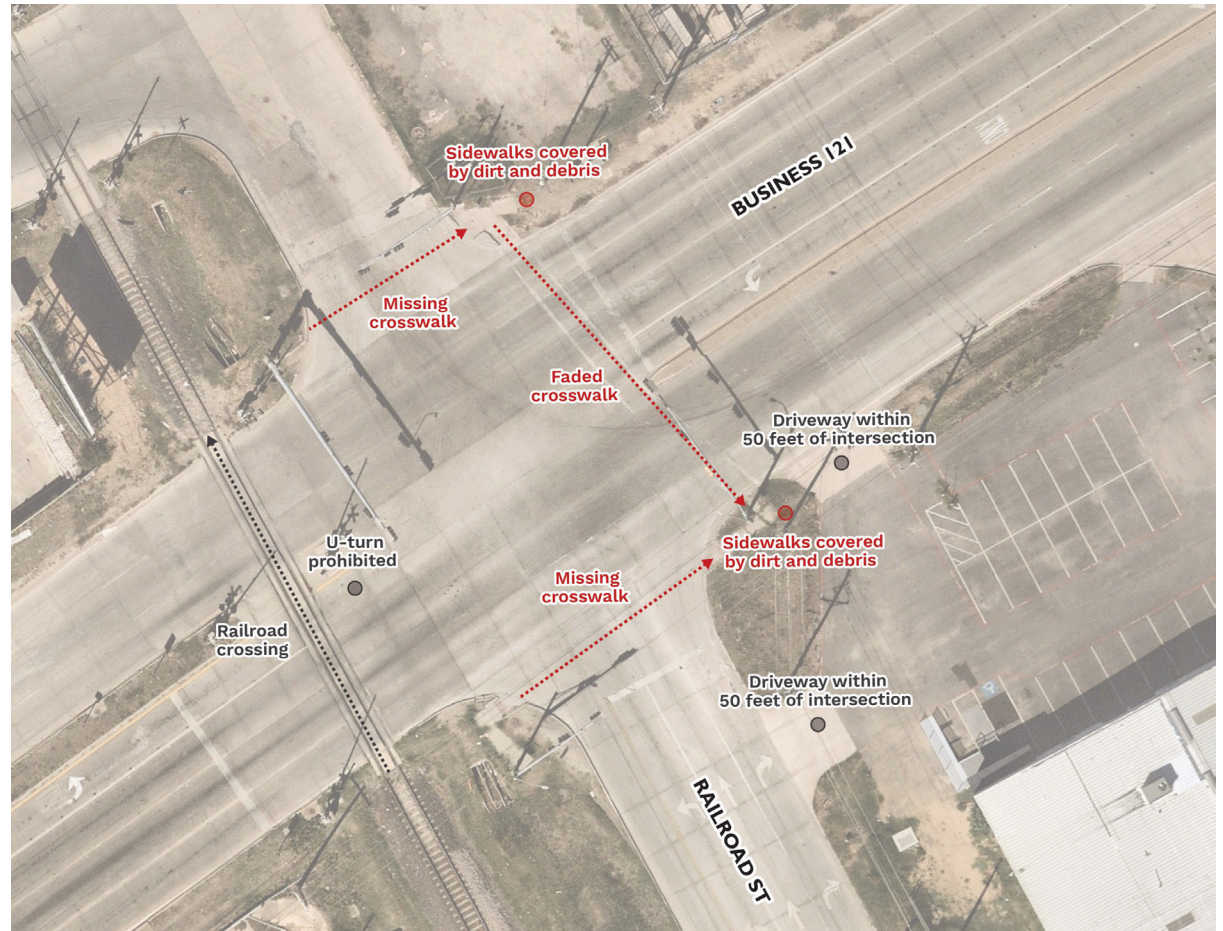 Sidewalks covered
by dirt and debris
BUSINESS 121
Missing
crosswalk
Faded
crosswalk
Driveway within
50 feet of intersection
U-turn
prohibited
Sidewalks covered
by dirt and debris
Missing
crosswalk
Railroad
crossing
Driveway within
50 feet of intersection
RAILROAD ST